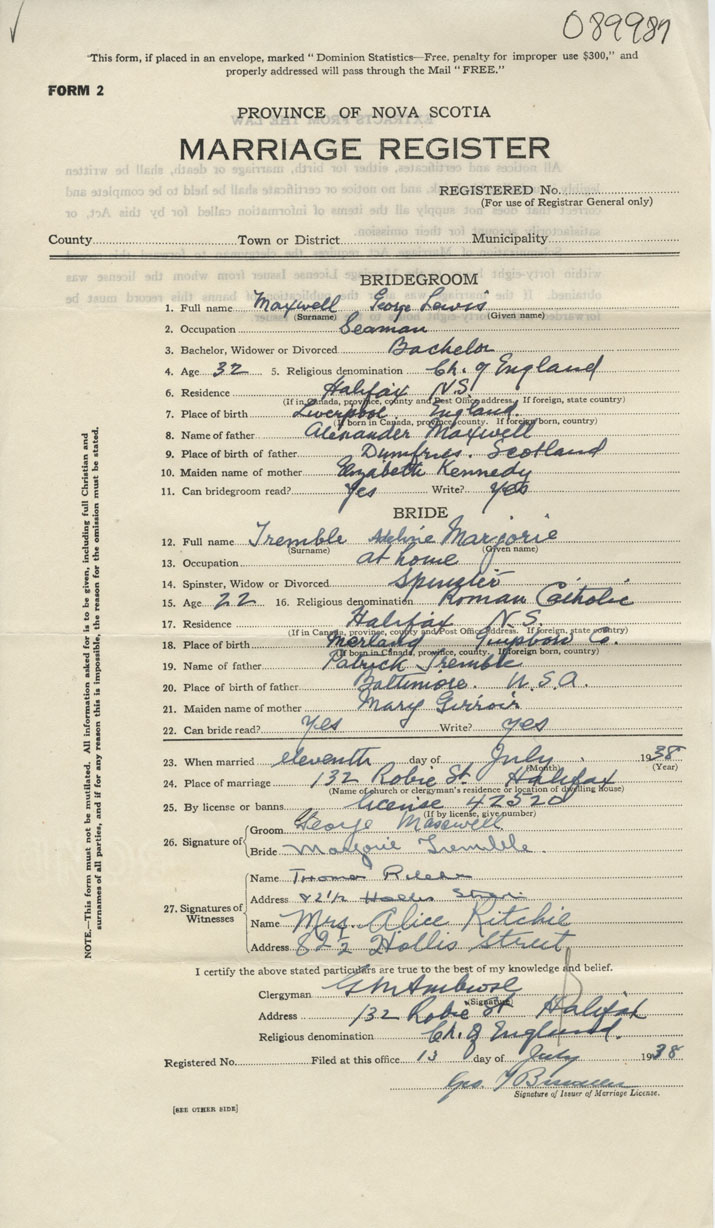 089987
"This form, if placed in an envelope, marked "Dominion Statistics—Free, penalty for improper use $300," and
properly addressed will pass through the Mail "FREE."
FORM 2
PROVINCE OF NOVA SCOTIA
MARRIAGE REGISTER
REGISTERED No.
(For use of Registrar General only)
County Town or District Municipality
BRIDEGROOM
1. Full name Maxwell George Lewis
(Surname) (Given name)
2. Occupation Seaman
3. Bachelor, Widower or Divorced Bachelor
4. Age 32 5. Religious denomination Ch. of England
6. Residence Halifax N.S.
(If in Canada, province, county and Post Office address. If foreign, state country)
7. Place of birth Liverpool England
(If born in Canada, province, county. If foreign born, country)
8. Name of father Alexander Maxwell
9. Place of birth of father Dumfries. Scotland
10. Maiden name of mother Elizabeth Kennedy
11. Can bridegroom read? Yes Write? Yes
BRIDE
12. Full name Tremble Adeline Marjorie
(Surname) (Given name)
13. Occupation at home
14. Spinster, Widow or Divorced Spinster
15. Age 22 16. Religious denomination Roman Catholic
17. Residence Halifax N.S.
(If in Canada, province, county and Post Office address. If foreign, state country)
18. Place of birth Merland Co.
(If born in Canada, province, county. If foreign born, country)
19. Name of father Patrick Tremble
20. Place of birth of father Baltimore. U.S.A.
21. Maiden name of mother Mary Girroir
22. Can bride read? Yes Write? Yes
23. When married eleventh day of July 1938
(Month) (Year)
24. Place of marriage 132 Robie St. Halifax
(Name of church or clergyman's residence or location of dwelling house)
25. By license or banns license 42520
(If by license, give number)
26. Signature of
Groom George Maxewell
Bride Marjorie Tremble.
27. Signatures of Witnesses
Name Thomas
Address 82 1/2 Hollis
Name Mrs. Alice Ritchie
Address 82 1/2 Hollis Street
I certify the above stated particulars are true to the best of my knowledge and belief.
Clergyman G M Ambrose
(Signature)
Address 132 Robie St Halifax
Religious denomination Ch. of England.
Registered No. Filed at this office 13 day of July 1938
Geo.
Signature of Issuer of Marriage License.
[SEE OTHER SIDE]
NOTE.—This form must not be mutilated. All information asked for is to be given, including full Christian and
surnames of all parties, and if for any reason this is impossible, the reason for the omission must be stated.